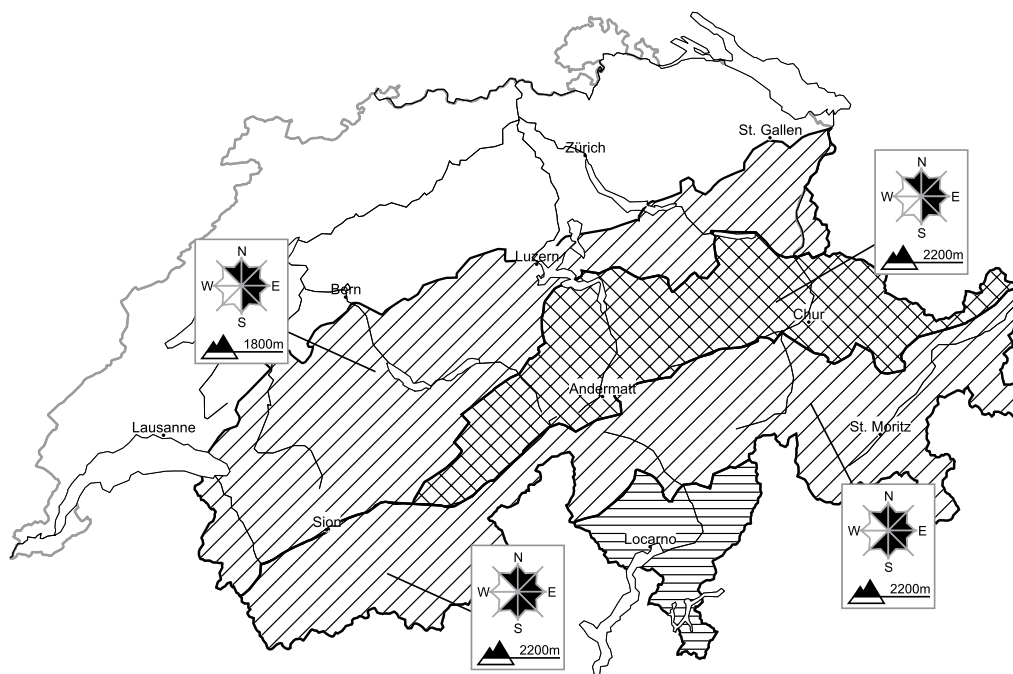 St. Gallen
Zürich
N
W E
S
2200m
Luzern
N
W E
S
1800m
Bern
Chur
Andermatt
Lausanne
St. Moritz
Sion
Locarno
N
W E
S
2200m
N
W E
S
2200m